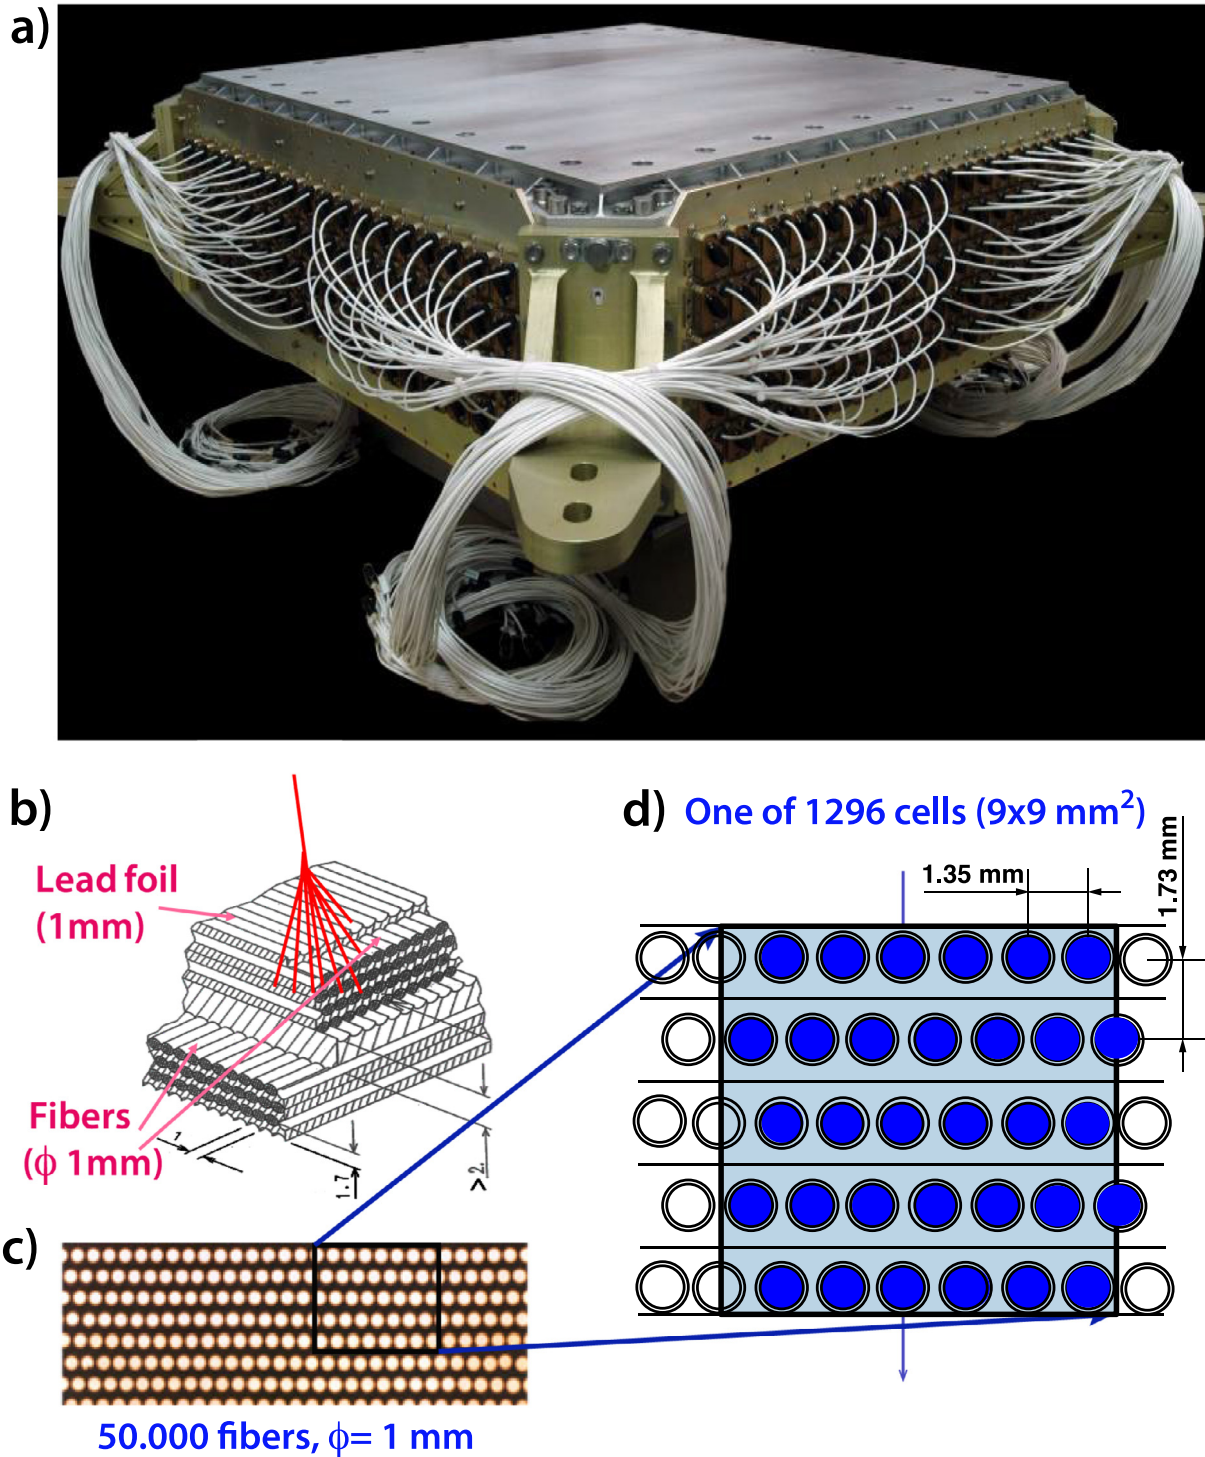 a)
b)
Lead foil
(1mm)
Fibers
(ϕ 1mm)
1
1.7
>2.
c)
50.000 fibers, ϕ= 1 mm
d) One of 1296 cells (9x9 mm²)
1.35 mm
1.73 mm